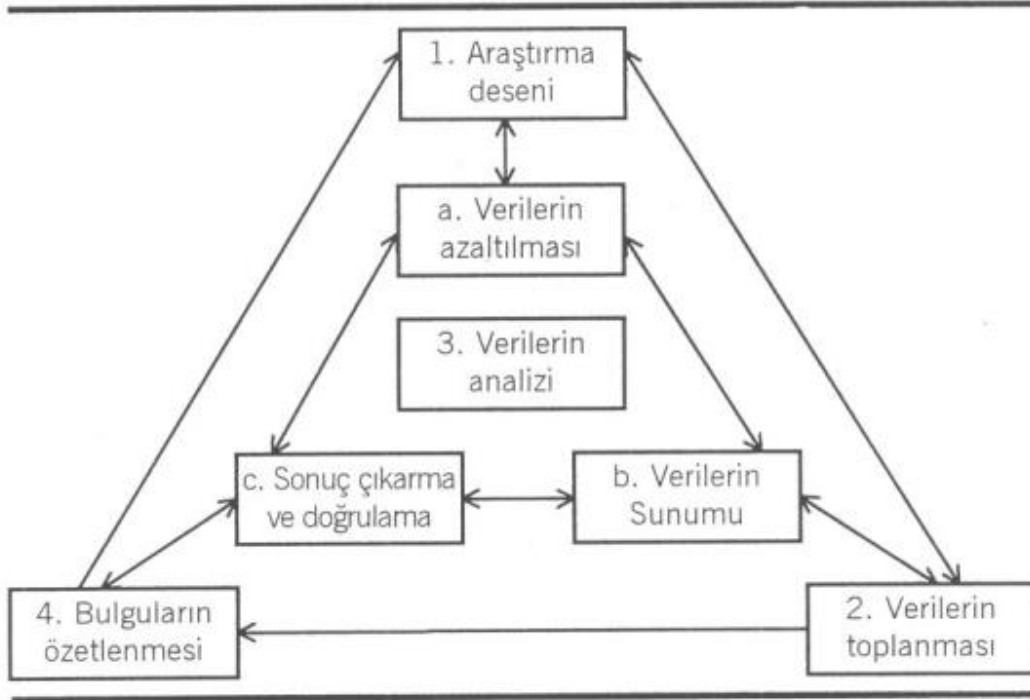 1. Araştırma
deseni
a. Verilerin
azaltılması
3. Verilerin
analizi
c. Sonuç çıkarma
ve doğrulama
b. Verilerin
Sunumu
4. Bulguların
özetlenmesi
2. Verilerin
toplanması